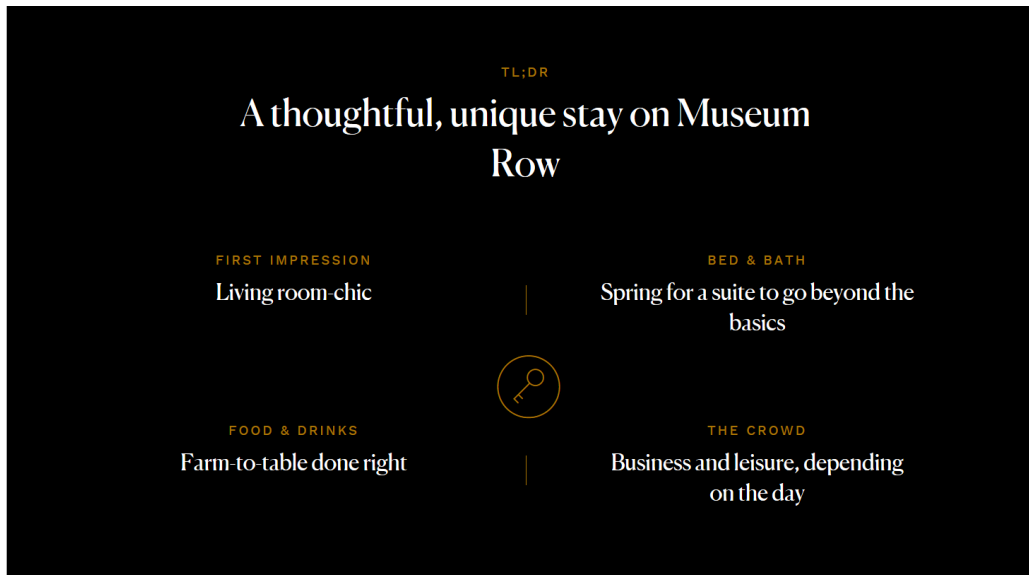 TL;DR
A thoughtful, unique stay on Museum
Row
FIRST IMPRESSION
Living room-chic
BED & BATH
Spring for a suite to go beyond the
basics
FOOD & DRINKS
Farm-to-table done right
THE CROWD
Business and leisure, depending
on the day